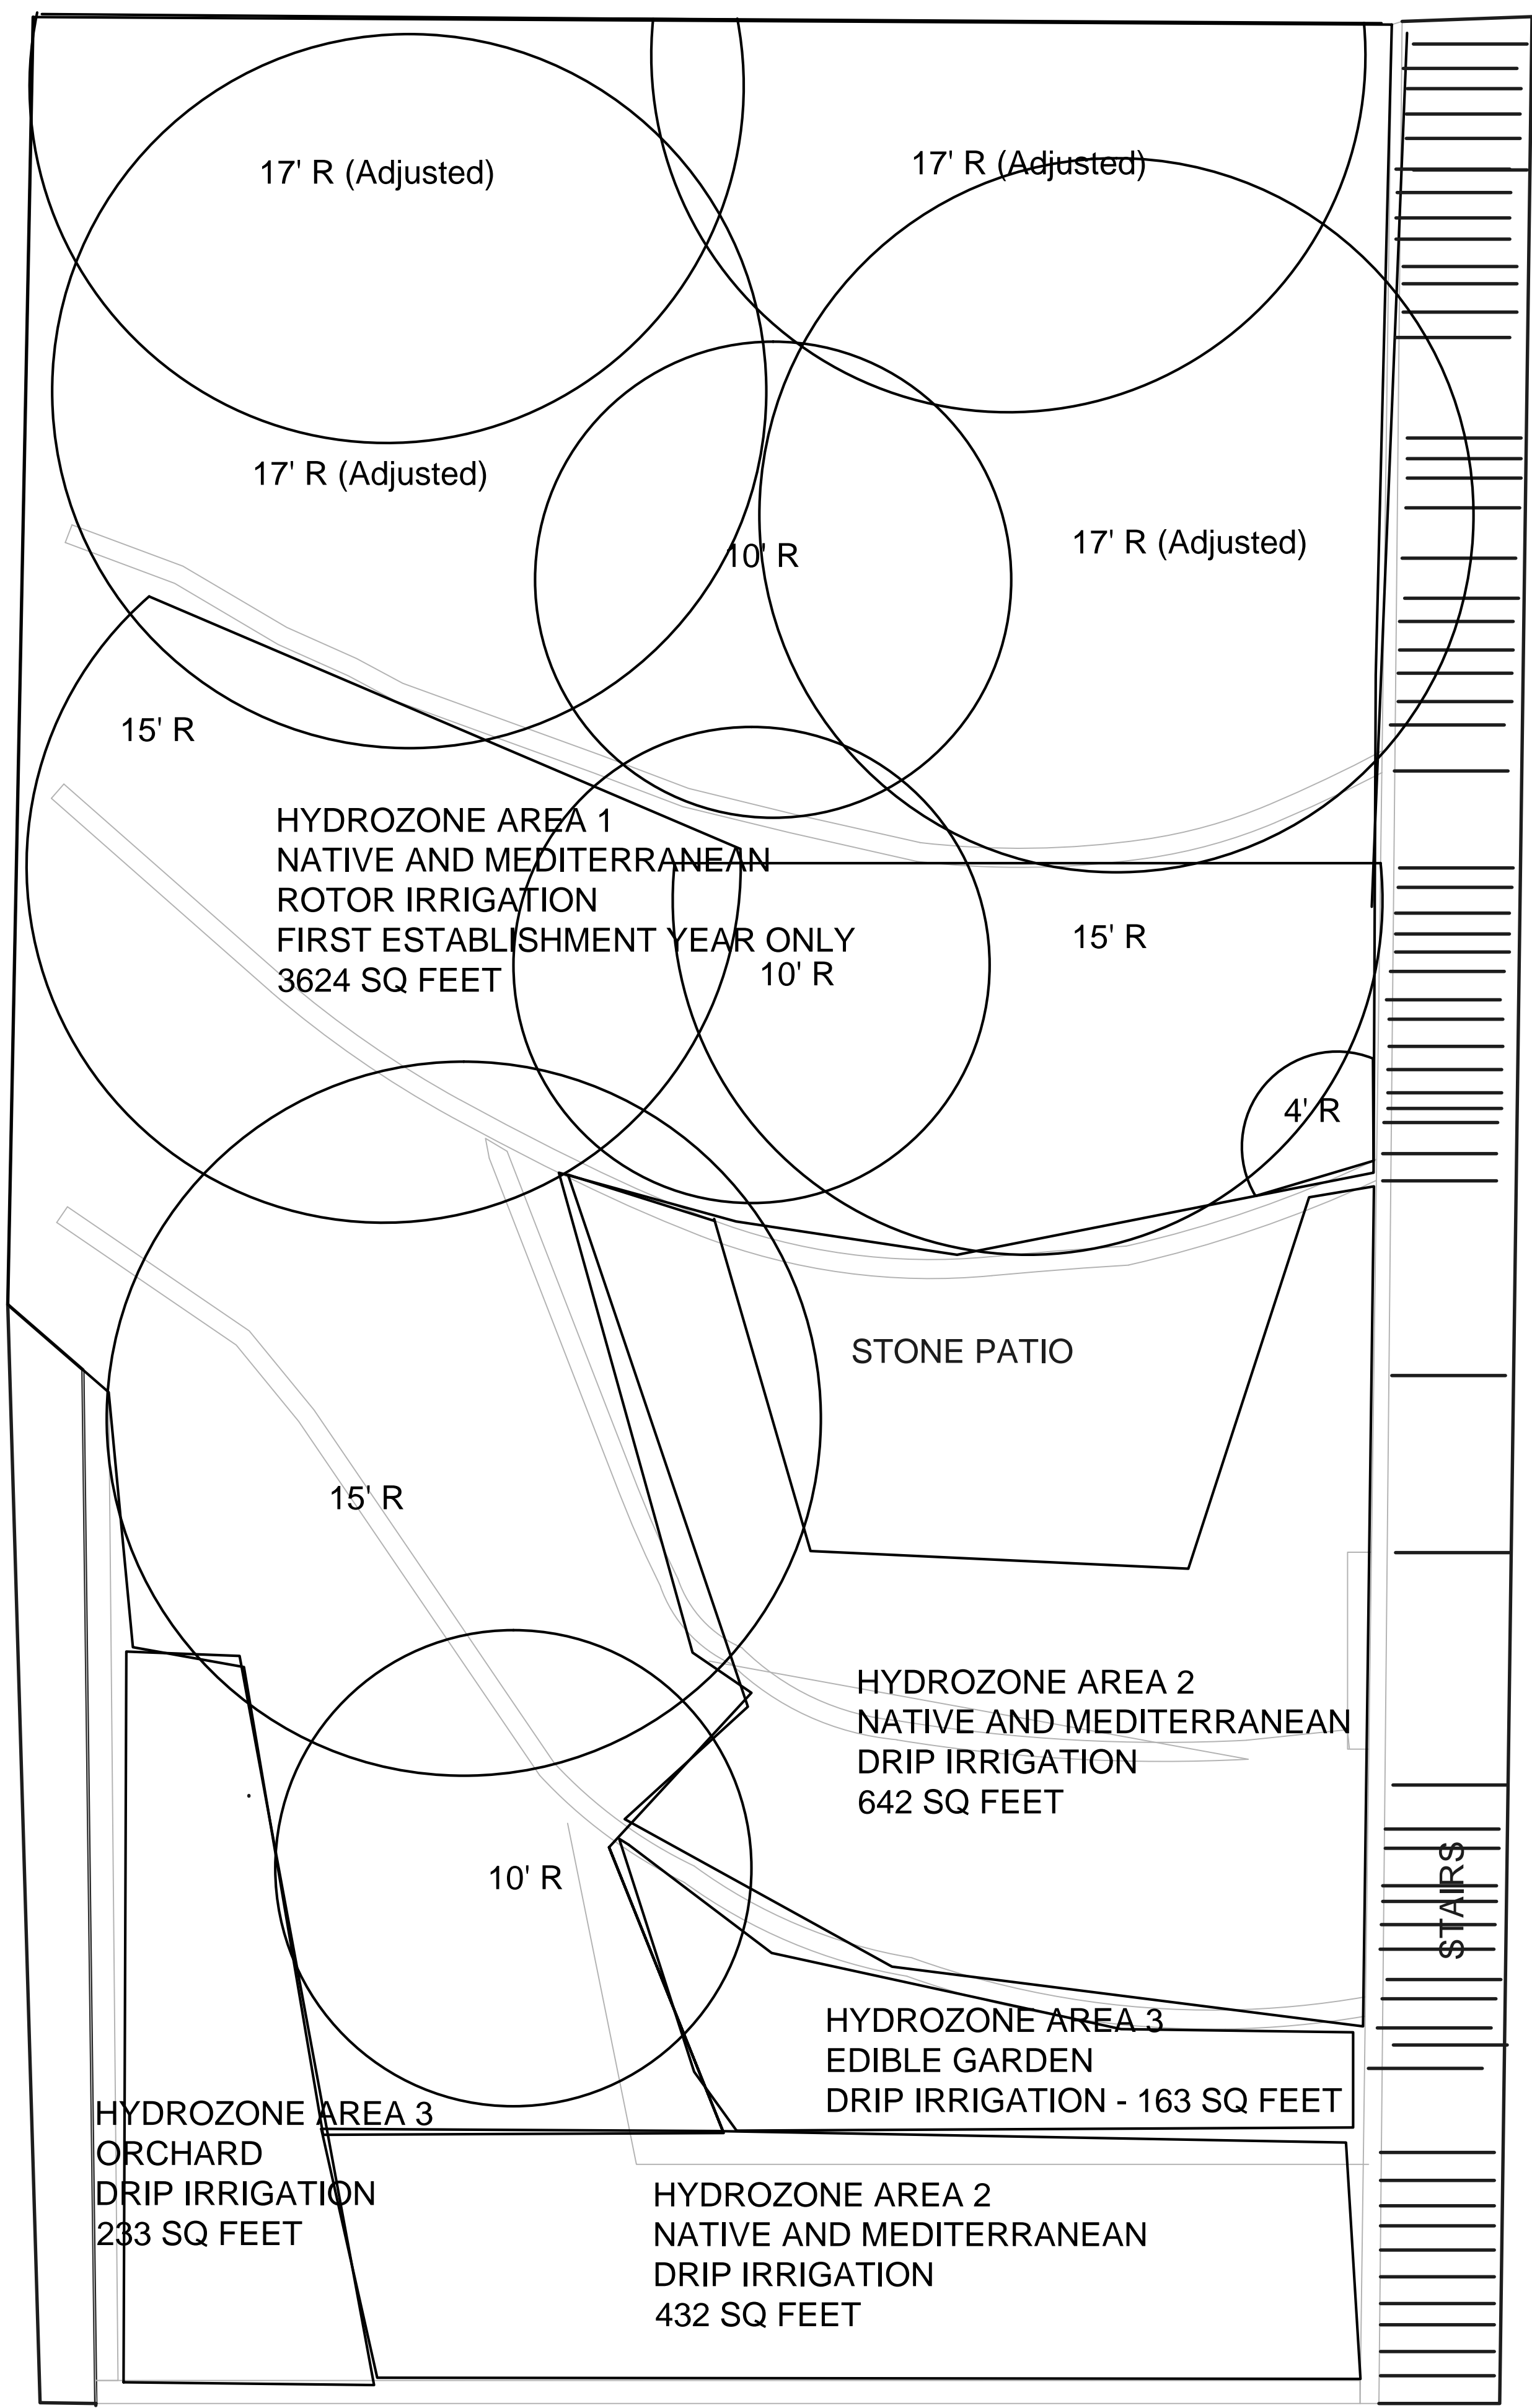 17' R (Adjusted)
17' R (Adjusted)
17' R (Adjusted)
10' R
17' R (Adjusted)
15' R
HYDROZONE AREA 1
NATIVE AND MEDITERRANEAN
ROTOR IRRIGATION
FIRST ESTABLISHMENT YEAR ONLY
3624 SQ FEET
10' R
15' R
4' R
STONE PATIO
15' R
HYDROZONE AREA 2
NATIVE AND MEDITERRANEAN
DRIP IRRIGATION
642 SQ FEET
10' R
STAIRS
HYDROZONE AREA 3
EDIBLE GARDEN
DRIP IRRIGATION - 163 SQ FEET
HYDROZONE AREA 3
ORCHARD
DRIP IRRIGATION
233 SQ FEET
HYDROZONE AREA 2
NATIVE AND MEDITERRANEAN
DRIP IRRIGATION
432 SQ FEET